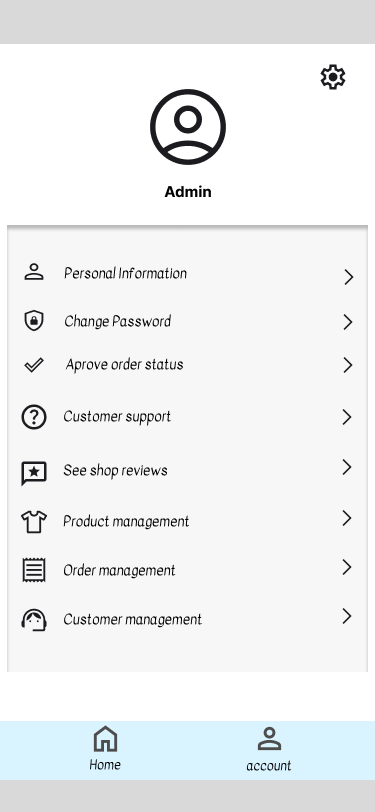 Admin
Personal Information
Change Password
Aprove order status
Customer support
See shop reviews
Product management
Order management
Customer management
Home
account